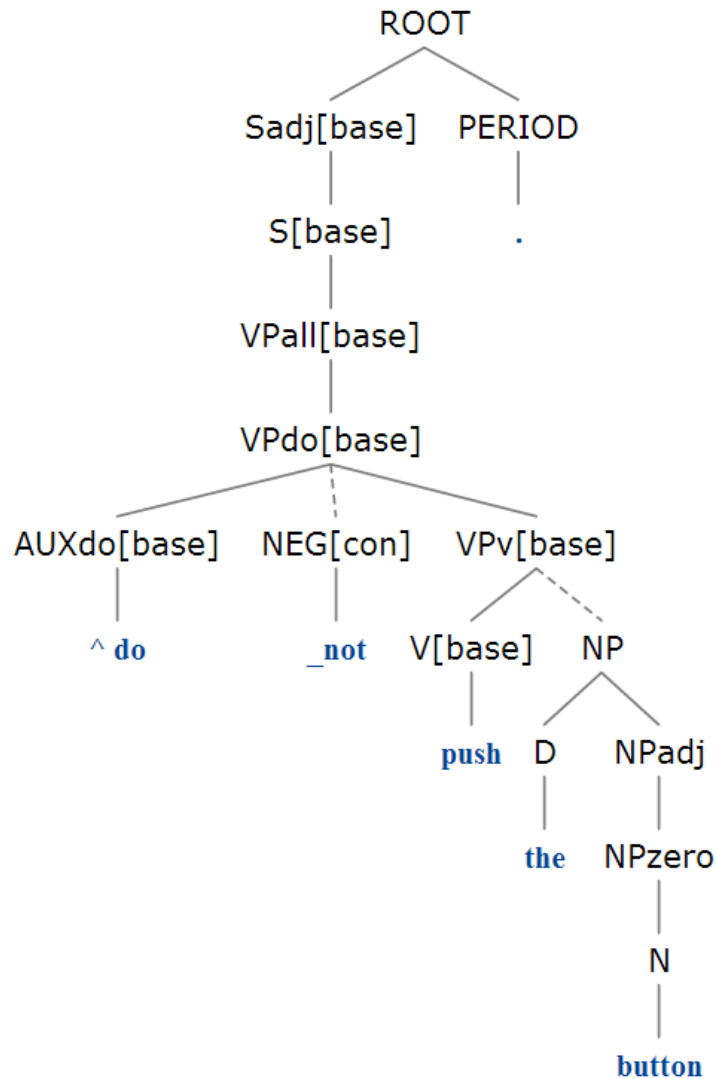 ROOT
Sadj[base] PERIOD
S[base] .
VPall[base]
VPdo[base]
AUXdo[base] NEG[con] VPv[base]
^ do _not V[base] NP
push D NPadj
the NPzero
N
button